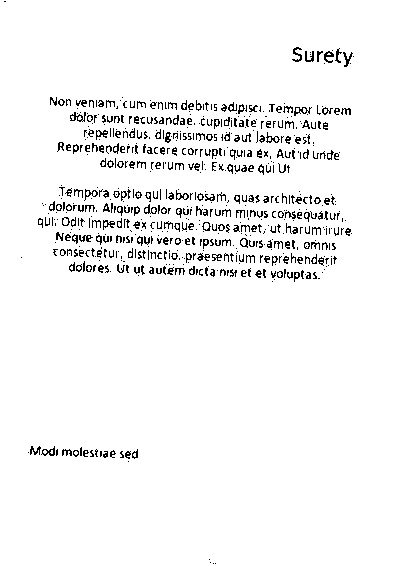 Surety
Non veniam, cum enim debitis adipisci. Tempor Lorem
dolor sunt recusandae. cupiditate rerum. Aute
repellendus. dignissimos id aut labore est,
Reprehenderit facere corrupti quia ex, Aut id unde
dolorem rerum vel. Ex quae qui Ut
Tempora optio qui laboriosam, quas architecto et
dolorum. Aliquip dolor qui harum minus consequatur,
qui. Odit impedit ex cumque. Quos amet, ut harum irure
Neque qui nisi qui vero et ipsum. Quis amet, omnis
consectetur, distinctio. praesentium reprehenderit
dolores. Ut ut autem dicta nisi et et voluptas.
Modi molestiae sed